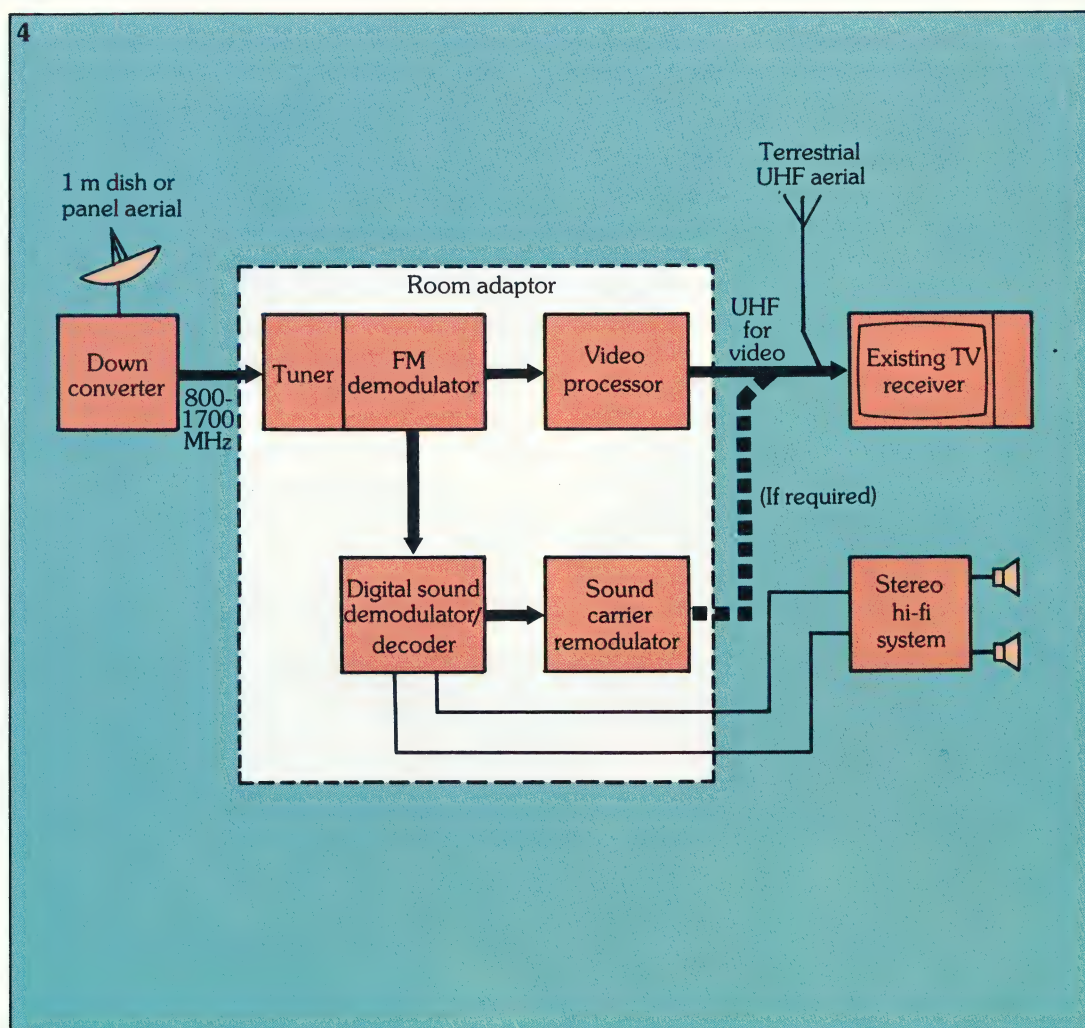 4
1 m dish or
panel aerial
Down
converter
800-
1700
MHz
Room adaptor
Tuner
FM
demodulator
Video
processor
UHF
for
video
Terrestrial
UHF aerial
Existing TV
receiver
(If required)
Digital sound
demodulator/
decoder
Sound
carrier
remodulator
Stereo
hi-fi
system